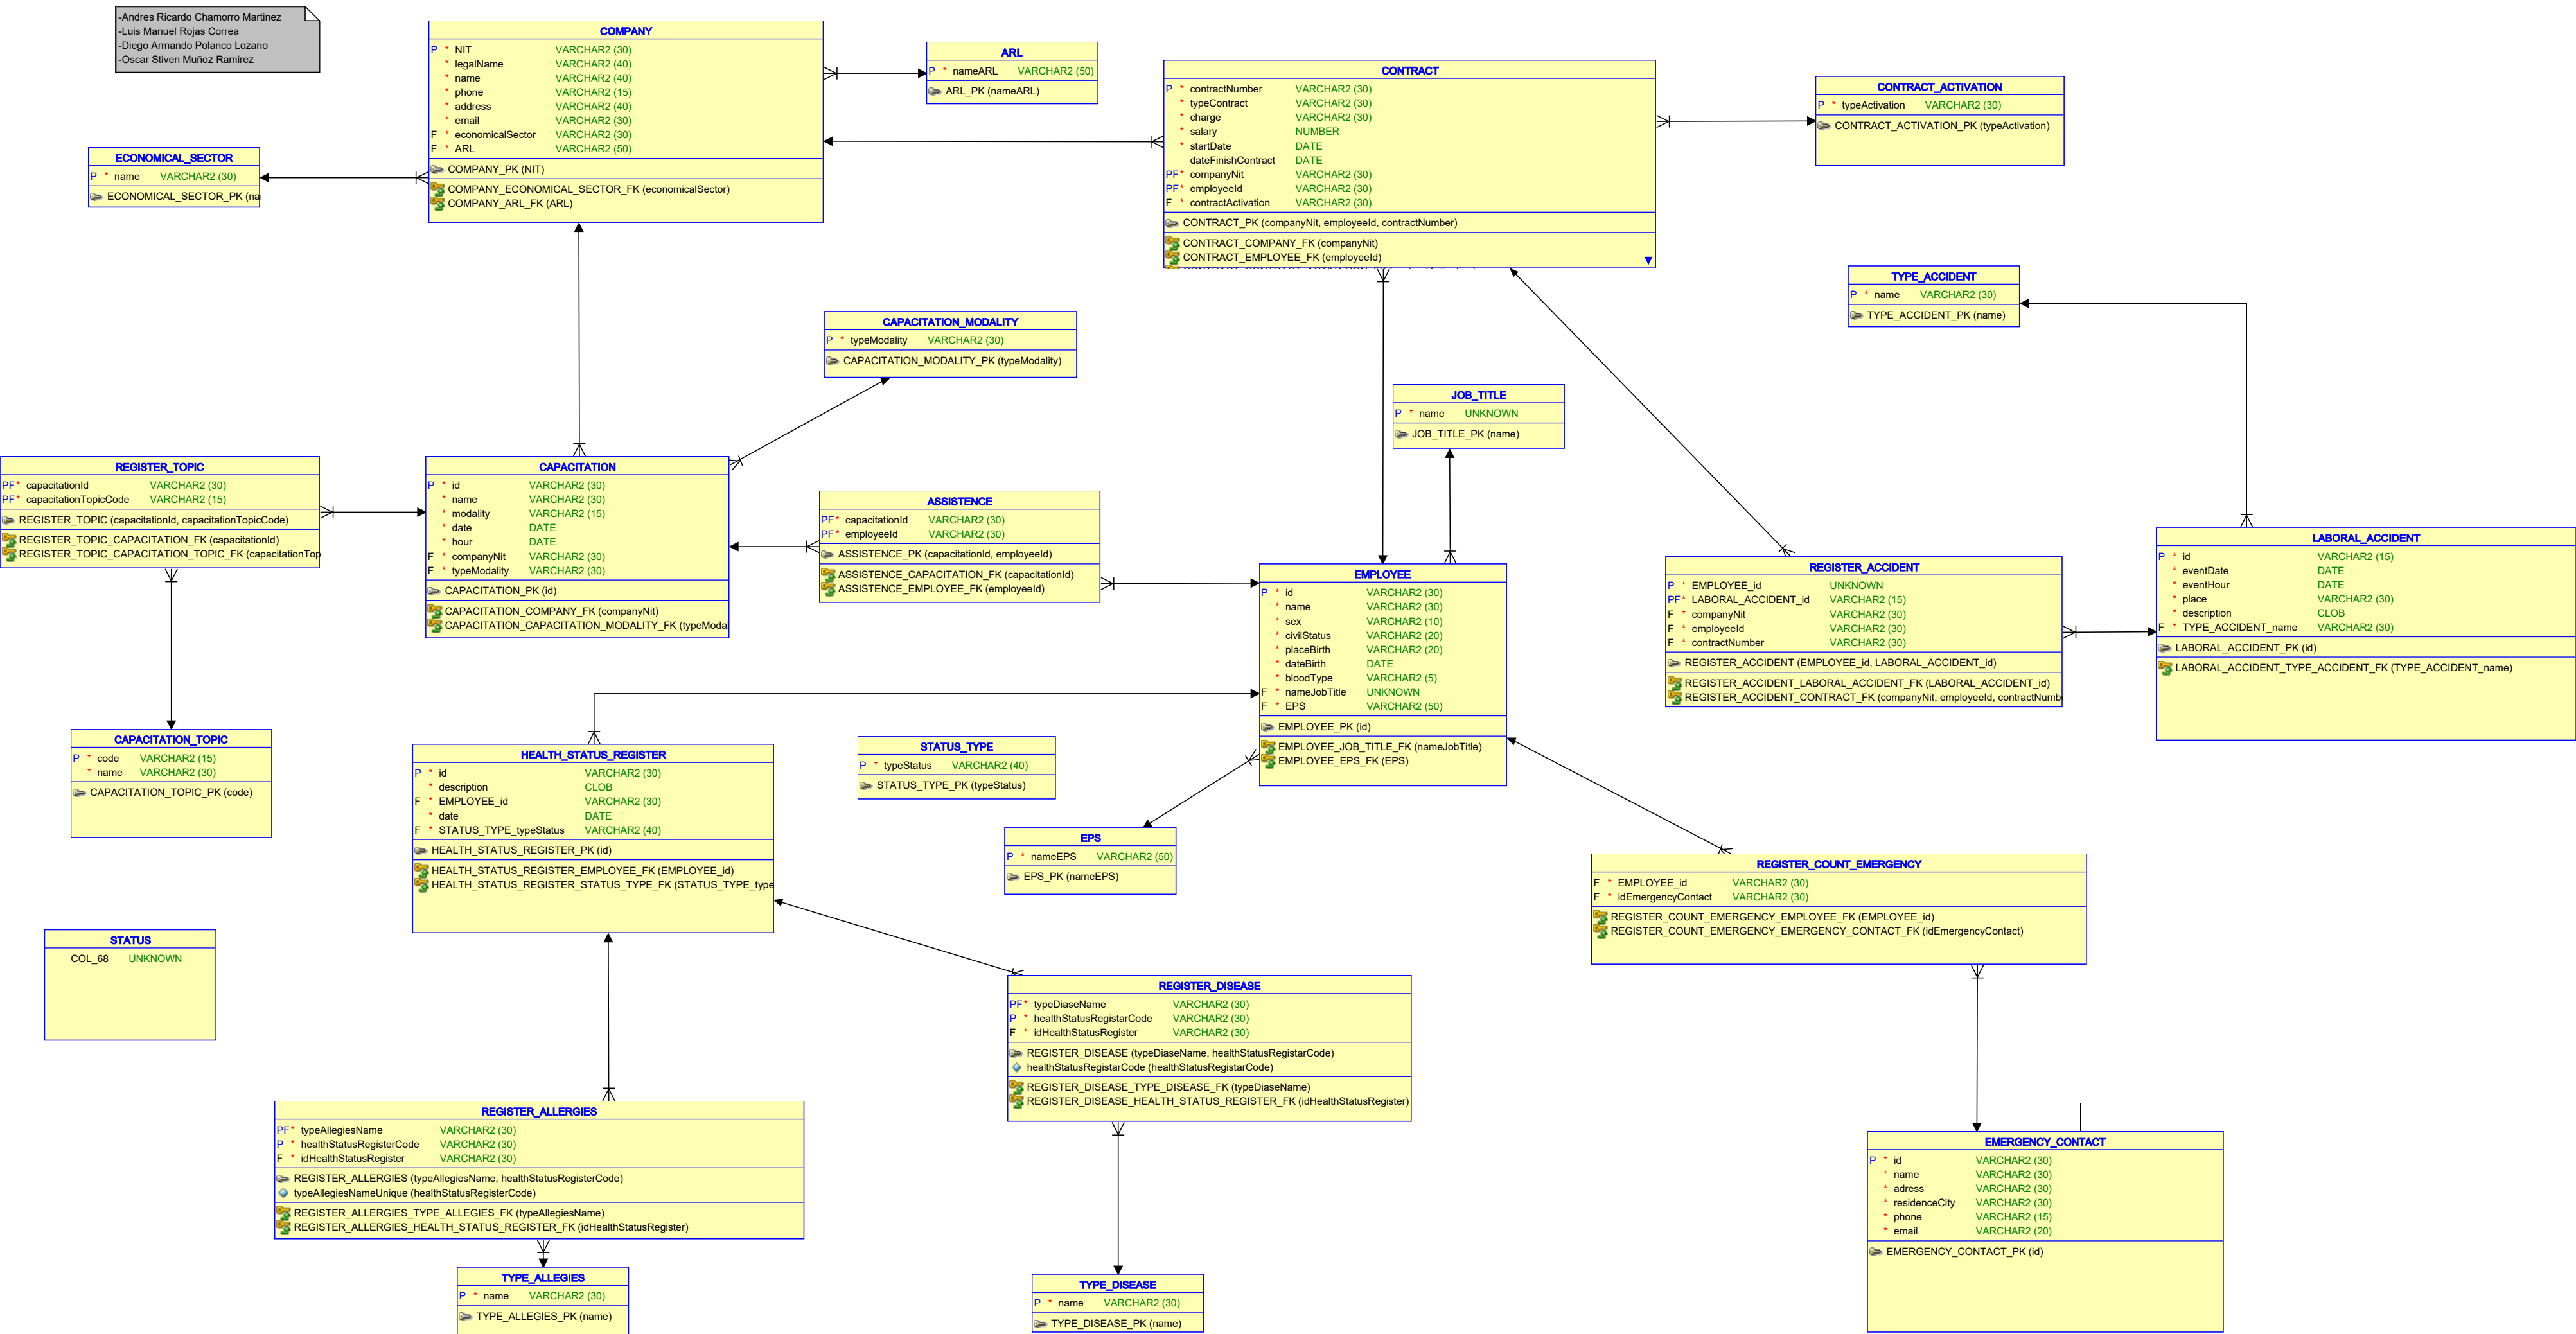 -Andres Ricardo Chamorro Martinez
-Luis Manuel Rojas Correa
-Diego Armando Polanco Lozano
-Oscar Stiven Muñoz Ramirez
COMPANY
P * NIT VARCHAR2 (30)
* legalName VARCHAR2 (40)
* name VARCHAR2 (40)
* phone VARCHAR2 (15)
* address VARCHAR2 (40)
* email VARCHAR2 (30)
F * economicalSector VARCHAR2 (30)
F * ARL VARCHAR2 (50)
COMPANY_PK (NIT)
COMPANY_ECONOMICAL_SECTOR_FK (economicalSector)
COMPANY_ARL_FK (ARL)
ARL
P * nameARL VARCHAR2 (50)
ARL_PK (nameARL)
CONTRACT
P * contractNumber VARCHAR2 (30)
* typeContract VARCHAR2 (30)
* charge VARCHAR2 (30)
* salary NUMBER
* startDate DATE
dateFinishContract DATE
PF* companyNit VARCHAR2 (30)
PF* employeeId VARCHAR2 (30)
F * contractActivation VARCHAR2 (30)
CONTRACT_PK (companyNit, employeeId, contractNumber)
CONTRACT_COMPANY_FK (companyNit)
CONTRACT_EMPLOYEE_FK (employeeId)
CONTRACT_ACTIVATION
P * typeActivation VARCHAR2 (30)
CONTRACT_ACTIVATION_PK (typeActivation)
ECONOMICAL_SECTOR
P * name VARCHAR2 (30)
ECONOMICAL_SECTOR_PK (na
TYPE_ACCIDENT
P * name VARCHAR2 (30)
TYPE_ACCIDENT_PK (name)
CAPACITATION_MODALITY
P * typeModality VARCHAR2 (30)
CAPACITATION_MODALITY_PK (typeModality)
JOB_TITLE
P * name UNKNOWN
JOB_TITLE_PK (name)
REGISTER_TOPIC
PF* capacitationId VARCHAR2 (30)
PF* capacitationTopicCode VARCHAR2 (15)
REGISTER_TOPIC (capacitationId, capacitationTopicCode)
REGISTER_TOPIC_CAPACITATION_FK (capacitationId)
REGISTER_TOPIC_CAPACITATION_TOPIC_FK (capacitationTop
CAPACITATION
P * id VARCHAR2 (30)
* name VARCHAR2 (30)
* modality VARCHAR2 (15)
* date DATE
* hour DATE
F * companyNit VARCHAR2 (30)
F * typeModality VARCHAR2 (30)
CAPACITATION_PK (id)
CAPACITATION_COMPANY_FK (companyNit)
CAPACITATION_CAPACITATION_MODALITY_FK (typeModal
ASSISTENCE
PF* capacitationId VARCHAR2 (30)
PF* employeeId VARCHAR2 (30)
ASSISTENCE_PK (capacitationId, employeeId)
ASSISTENCE_CAPACITATION_FK (capacitationId)
ASSISTENCE_EMPLOYEE_FK (employeeId)
EMPLOYEE
P * id VARCHAR2 (30)
* name VARCHAR2 (30)
* sex VARCHAR2 (10)
* civilStatus VARCHAR2 (20)
* placeBirth VARCHAR2 (20)
* dateBirth DATE
* bloodType VARCHAR2 (5)
F * nameJobTitle UNKNOWN
F * EPS VARCHAR2 (50)
EMPLOYEE_PK (id)
EMPLOYEE_JOB_TITLE_FK (nameJobTitle)
EMPLOYEE_EPS_FK (EPS)
REGISTER_ACCIDENT
P * EMPLOYEE_id UNKNOWN
PF* LABORAL_ACCIDENT_id VARCHAR2 (15)
F * companyNit VARCHAR2 (30)
F * employeeId VARCHAR2 (30)
F * contractNumber VARCHAR2 (30)
REGISTER_ACCIDENT (EMPLOYEE_id, LABORAL_ACCIDENT_id)
REGISTER_ACCIDENT_LABORAL_ACCIDENT_FK (LABORAL_ACCIDENT_id)
REGISTER_ACCIDENT_CONTRACT_FK (companyNit, employeeId, contractNumb
LABORAL_ACCIDENT
P * id VARCHAR2 (15)
* eventDate DATE
* eventHour DATE
* place VARCHAR2 (30)
* description CLOB
F * TYPE_ACCIDENT_name VARCHAR2 (30)
LABORAL_ACCIDENT_PK (id)
LABORAL_ACCIDENT_TYPE_ACCIDENT_FK (TYPE_ACCIDENT_name)
CAPACITATION_TOPIC
P * code VARCHAR2 (15)
* name VARCHAR2 (30)
CAPACITATION_TOPIC_PK (code)
HEALTH_STATUS_REGISTER
P * id VARCHAR2 (30)
* description CLOB
F * EMPLOYEE_id VARCHAR2 (30)
* date DATE
F * STATUS_TYPE_typeStatus VARCHAR2 (40)
HEALTH_STATUS_REGISTER_PK (id)
HEALTH_STATUS_REGISTER_EMPLOYEE_FK (EMPLOYEE_id)
HEALTH_STATUS_REGISTER_STATUS_TYPE_FK (STATUS_TYPE_type
STATUS_TYPE
P * typeStatus VARCHAR2 (40)
STATUS_TYPE_PK (typeStatus)
EPS
P * nameEPS VARCHAR2 (50)
EPS_PK (nameEPS)
REGISTER_COUNT_EMERGENCY
F * EMPLOYEE_id VARCHAR2 (30)
F * idEmergencyContact VARCHAR2 (30)
REGISTER_COUNT_EMERGENCY_EMPLOYEE_FK (EMPLOYEE_id)
REGISTER_COUNT_EMERGENCY_EMERGENCY_CONTACT_FK (idEmergencyContact)
STATUS
COL_68 UNKNOWN
REGISTER_DISEASE
PF* typeDiaseName VARCHAR2 (30)
P * healthStatusRegistarCode VARCHAR2 (30)
F * idHealthStatusRegister VARCHAR2 (30)
REGISTER_DISEASE (typeDiaseName, healthStatusRegistarCode)
healthStatusRegistarCode (healthStatusRegistarCode)
REGISTER_DISEASE_TYPE_DISEASE_FK (typeDiaseName)
REGISTER_DISEASE_HEALTH_STATUS_REGISTER_FK (idHealthStatusRegister)
REGISTER_ALLERGIES
PF* typeAllegiesName VARCHAR2 (30)
P * healthStatusRegisterCode VARCHAR2 (30)
F * idHealthStatusRegister VARCHAR2 (30)
REGISTER_ALLERGIES (typeAllegiesName, healthStatusRegisterCode)
typeAllegiesNameUnique (healthStatusRegisterCode)
REGISTER_ALLERGIES_TYPE_ALLEGIES_FK (typeAllegiesName)
REGISTER_ALLERGIES_HEALTH_STATUS_REGISTER_FK (idHealthStatusRegister)
EMERGENCY_CONTACT
P * id VARCHAR2 (30)
* name VARCHAR2 (30)
* adress VARCHAR2 (30)
* residenceCity VARCHAR2 (30)
* phone VARCHAR2 (15)
* email VARCHAR2 (20)
EMERGENCY_CONTACT_PK (id)
TYPE_ALLEGIES
P * name VARCHAR2 (30)
TYPE_ALLEGIES_PK (name)
TYPE_DISEASE
P * name VARCHAR2 (30)
TYPE_DISEASE_PK (name)